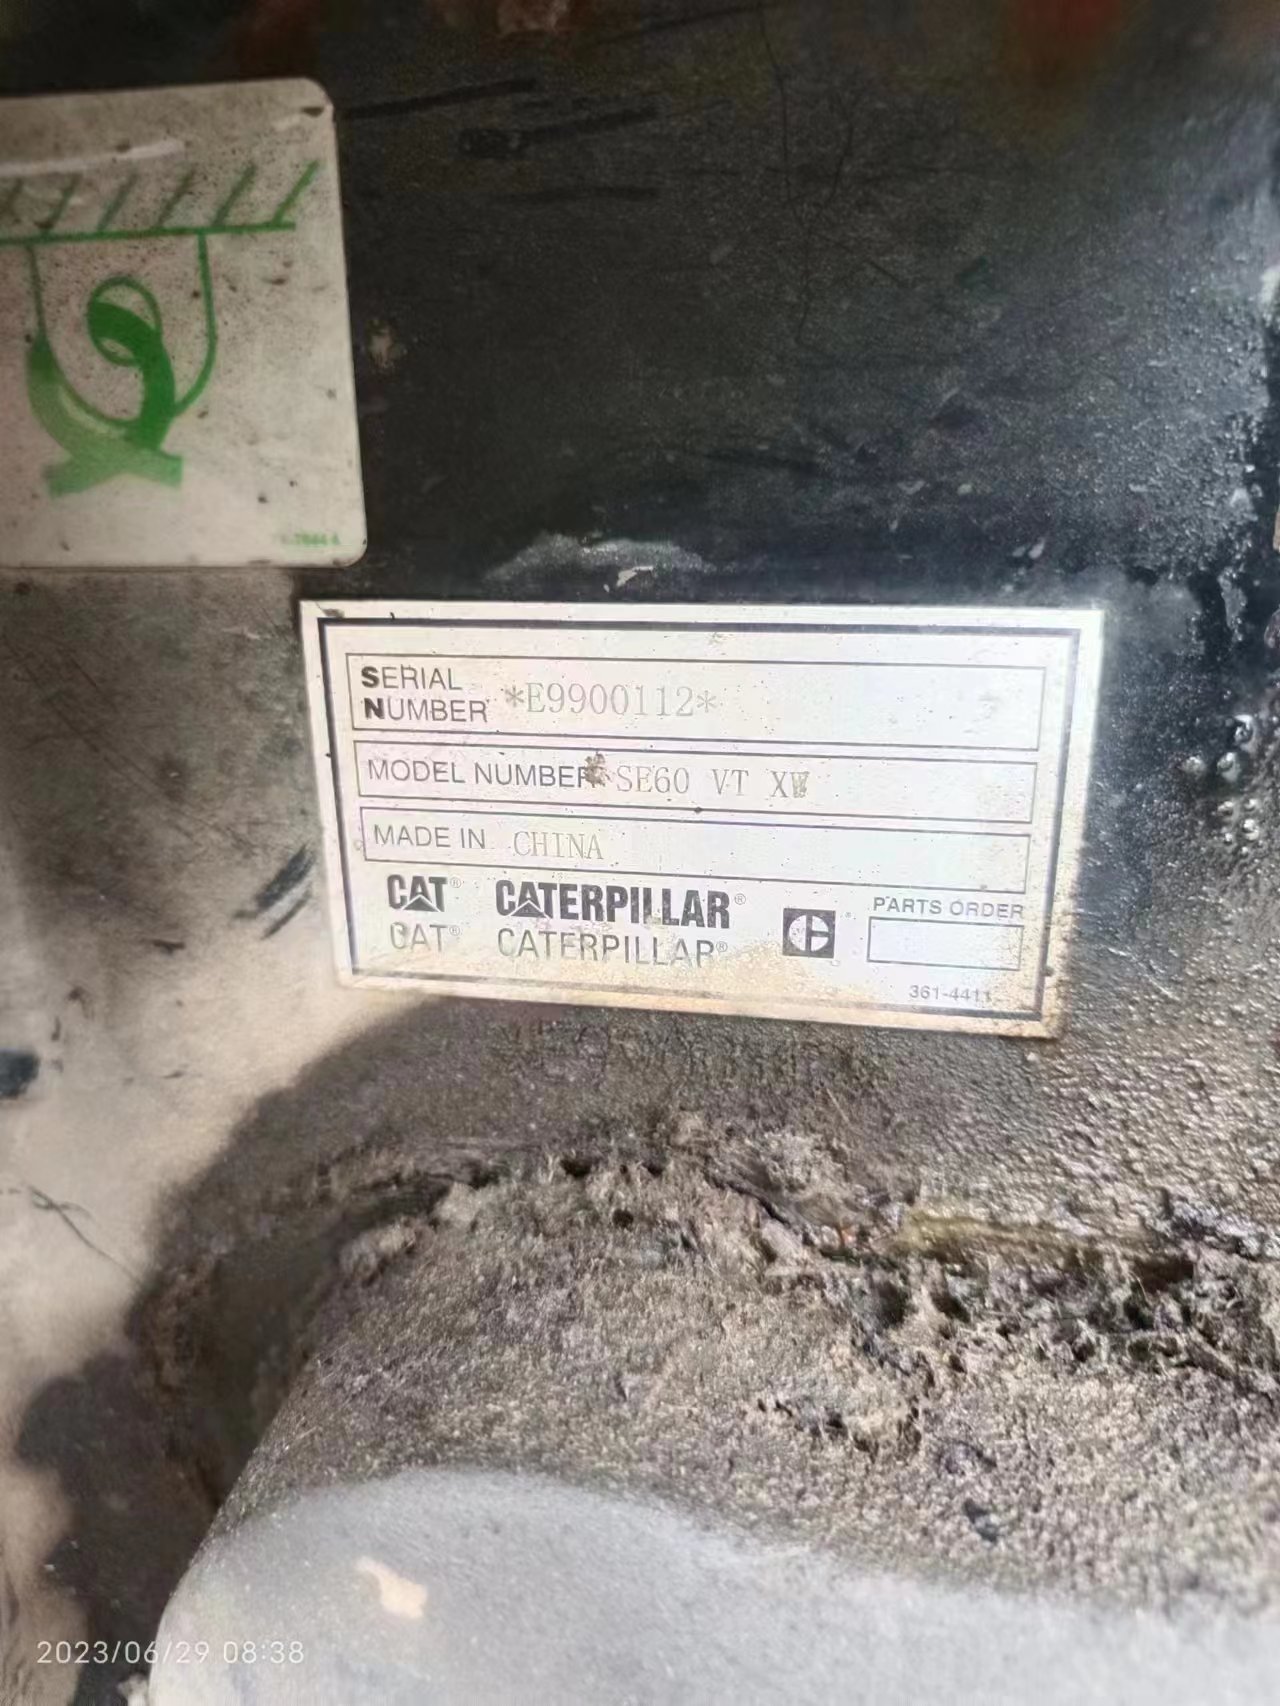 SERIAL
NUMBER *E9900112*
MODEL NUMBER SE60 VT XW
MADE IN CHINA
CAT® CATERPILLAR®
CAT® CATERPILLAR®
PARTS ORDER
361-4411
2023/06/29 08:38